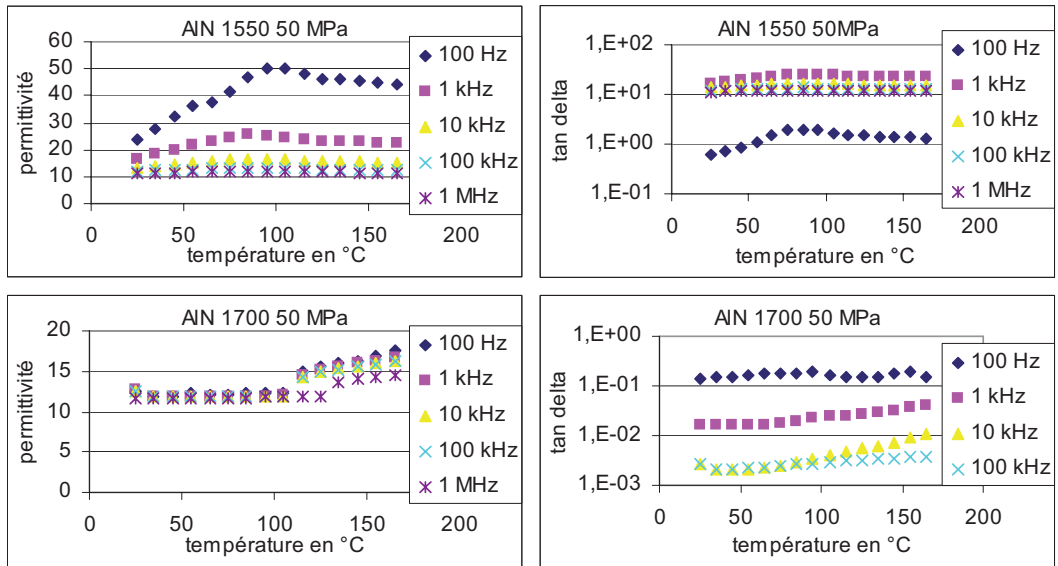 AlN 1550 50 MPa
permittivité
60
50
40
30
20
10
0
0
50
100
150
200
température en °C
100 Hz
1 kHz
10 kHz
100 kHz
1 MHz
AlN 1550 50MPa
tan delta
1,E+02
1,E+01
1,E+00
1,E-01
0
50
100
150
200
température en °C
100 Hz
1 kHz
10 kHz
100 kHz
1 MHz
AlN 1700 50 MPa
permittivité
20
15
10
5
0
0
50
100
150
200
température en °C
100 Hz
1 kHz
10 kHz
100 kHz
1 MHz
AlN 1700 50 MPa
tan delta
1,E+00
1,E-01
1,E-02
1,E-03
0
50
100
150
200
température en °C
100 Hz
1 kHz
10 kHz
100 kHz